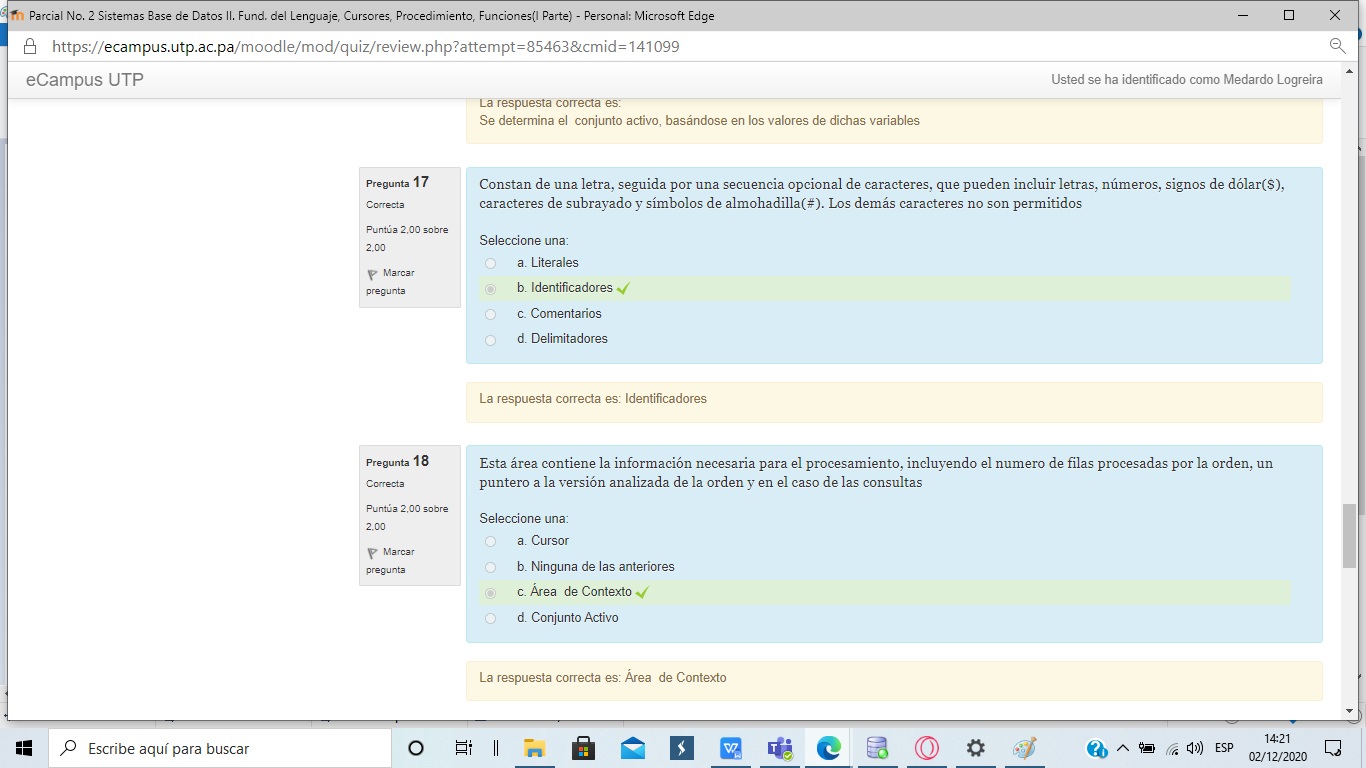 Parcial No. 2 Sistemas Base de Datos II. Fund. del Lenguaje, Cursores, Procedimiento, Funciones(I Parte) - Personal: Microsoft Edge
https://ecampus.utp.ac.pa/moodle/mod/quiz/review.php?attempt=85463&cmid=141099
eCampus UTP
Usted se ha identificado como Medardo Logreira
La respuesta correcta es:
Se determina el conjunto activo, basándose en los valores de dichas variables
Pregunta 17
Correcta
Puntúa 2,00 sobre
2,00
Marcar
pregunta
Constan de una letra, seguida por una secuencia opcional de caracteres, que pueden incluir letras, números, signos de dólar($),
caracteres de subrayado y símbolos de almohadilla(#). Los demás caracteres no son permitidos
Seleccione una:
a. Literales
b. Identificadores
c. Comentarios
d. Delimitadores
La respuesta correcta es: Identificadores
Pregunta 18
Correcta
Puntúa 2,00 sobre
2,00
Marcar
pregunta
Esta área contiene la información necesaria para el procesamiento, incluyendo el numero de filas procesadas por la orden, un
puntero a la versión analizada de la orden y en el caso de las consultas
Seleccione una:
a. Cursor
b. Ninguna de las anteriores
c. Área de Contexto
d. Conjunto Activo
La respuesta correcta es: Área de Contexto
Escribe aquí para buscar
ESP
14:21
02/12/2020